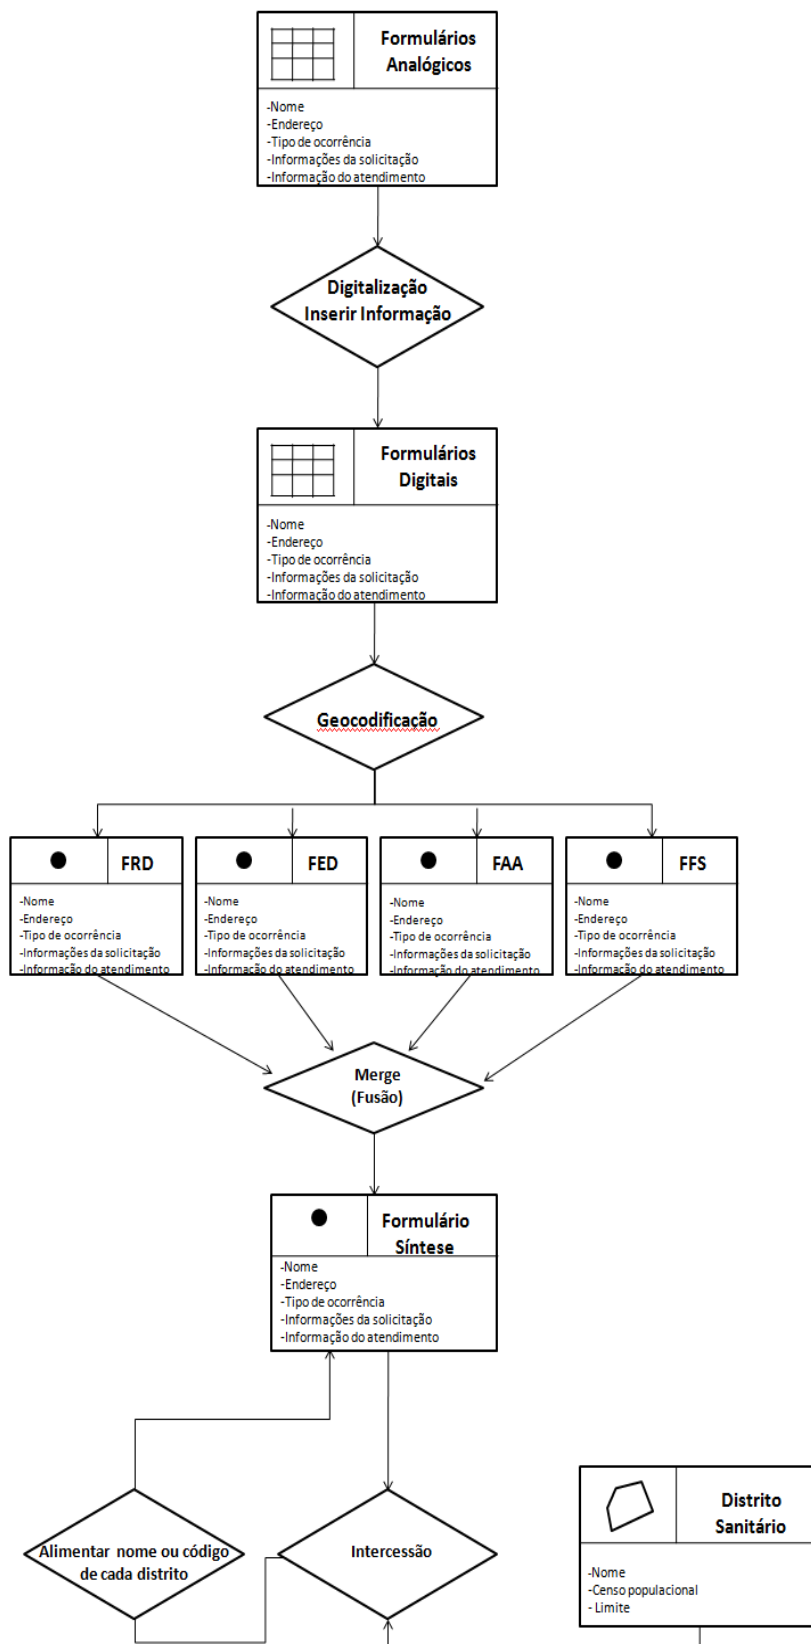 Formulários
Analógicos
-Nome
-Endereço
-Tipo de ocorrência
-Informações da solicitação
-Informação do atendimento
Digitalização
Inserir Informação
Formulários
Digitais
-Nome
-Endereço
-Tipo de ocorrência
-Informações da solicitação
-Informação do atendimento
Geocodificação
FRD
-Nome
-Endereço
-Tipo de ocorrência
-Informações da solicitação
-Informação do atendimento
FED
-Nome
-Endereço
-Tipo de ocorrência
-Informações da solicitação
-Informação do atendimento
FAA
-Nome
-Endereço
-Tipo de ocorrência
-Informações da solicitação
-Informação do atendimento
FFS
-Nome
-Endereço
-Tipo de ocorrência
-Informações da solicitação
-Informação do atendimento
Merge
(Fusão)
Formulário
Síntese
-Nome
-Endereço
-Tipo de ocorrência
-Informações da solicitação
-Informação do atendimento
Alimentar nome ou código
de cada distrito
Intercessão
Distrito
Sanitário
-Nome
-Censo populacional
- Limite